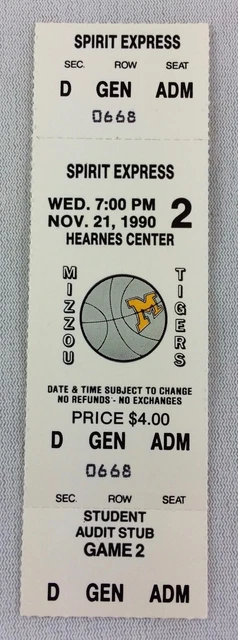 SPIRIT EXPRESS
SEC. ROW SEAT
D GEN ADM
0668
SPIRIT EXPRESS
WED. 7:00 PM
NOV. 21, 1990 2
HEARNES CENTER
MIZZOU
M
TIGERS
DATE & TIME SUBJECT TO CHANGE
NO REFUNDS - NO EXCHANGES
PRICE $4.00
D GEN ADM
0668
SEC. ROW SEAT
STUDENT
AUDIT STUB
GAME 2
D GEN ADM